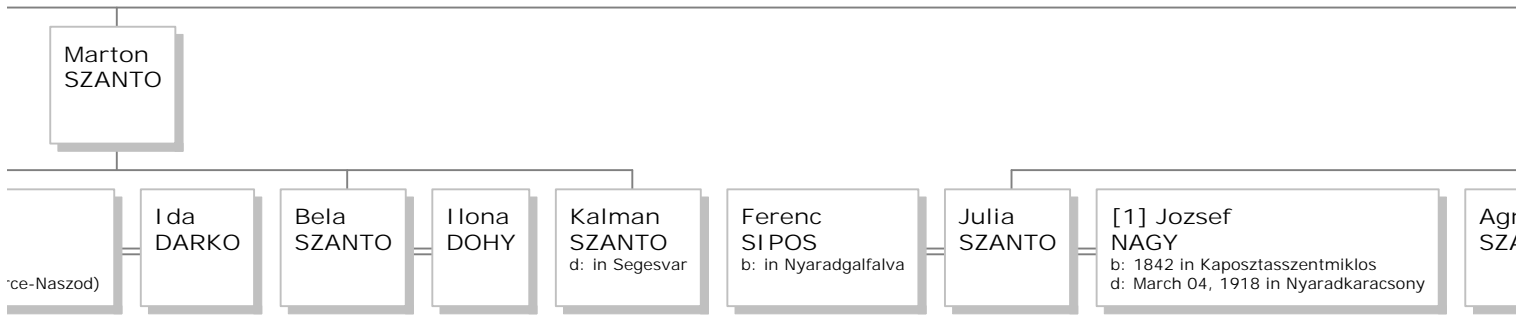 Marton
SZANTO
rce-Naszod)
Ida
DARKO
Bela
SZANTO
Ilona
DOHY
Kalman
SZANTO
d: in Segesvar
Ferenc
SIPOS
b: in Nyaradgalfalva
Julia
SZANTO
[1] Jozsef
NAGY
b: 1842 in Kaposztasszentmiklos
d: March 04, 1918 in Nyaradkaracsony